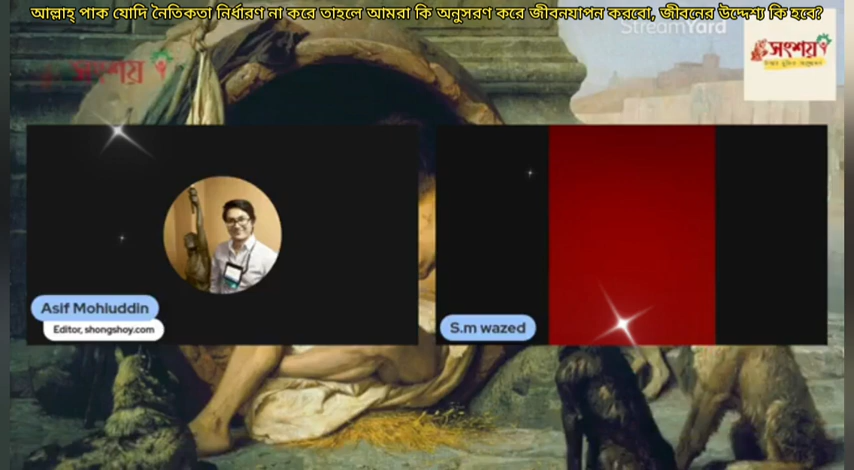 আল্লাহ্ পাক যোদি নৈতিকতা নির্ধারণ না করে তাহলে আমরা কি অনুসরণ করে জীবনযাপন করবো, জীবনের উদ্দেশ্য কি হবে?
StreamYard
সংশয়
সংশয়
Asif Mohiuddin
Editor, shongshoy.com
S.m wazed